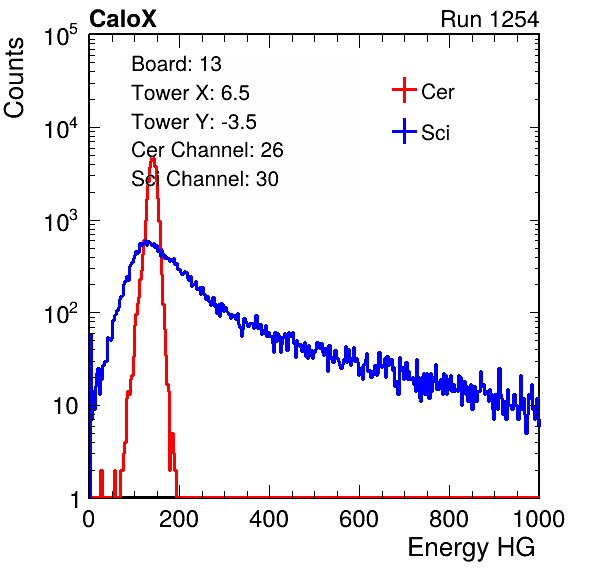 CaloX Run 1254
Counts
10^5
10^4
10^3
10^2
10
1
Board: 13
Tower X: 6.5
Tower Y: -3.5
Cer Channel: 26
Sci Channel: 30
Cer
Sci
0 200 400 600 800 1000
Energy HG